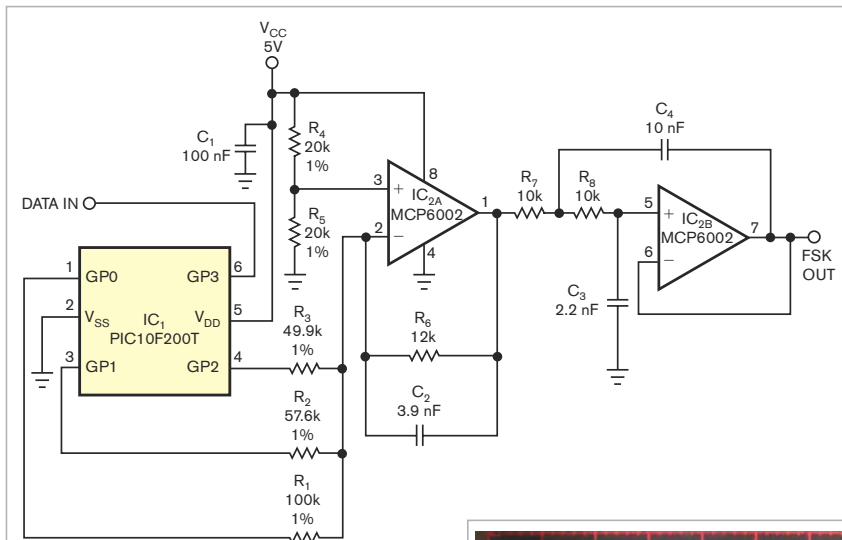 VCC
5V
C1
100 nF
R4
20k
1%
DATA IN
R5
20k
1%
3
+
2
−
8
4
1
IC2A
MCP6002
R7
10k
R8
10k
C4
10 nF
5
+
6
−
7
IC2B
MCP6002
FSK
OUT
C3
2.2 nF
1
GP0
2
VSS
3
GP1
GP3
6
VDD
5
GP2
4
IC1
PIC10F200T
R3
49.9k
1%
R2
57.6k
1%
R1
100k
1%
R6
12k
C2
3.9 nF